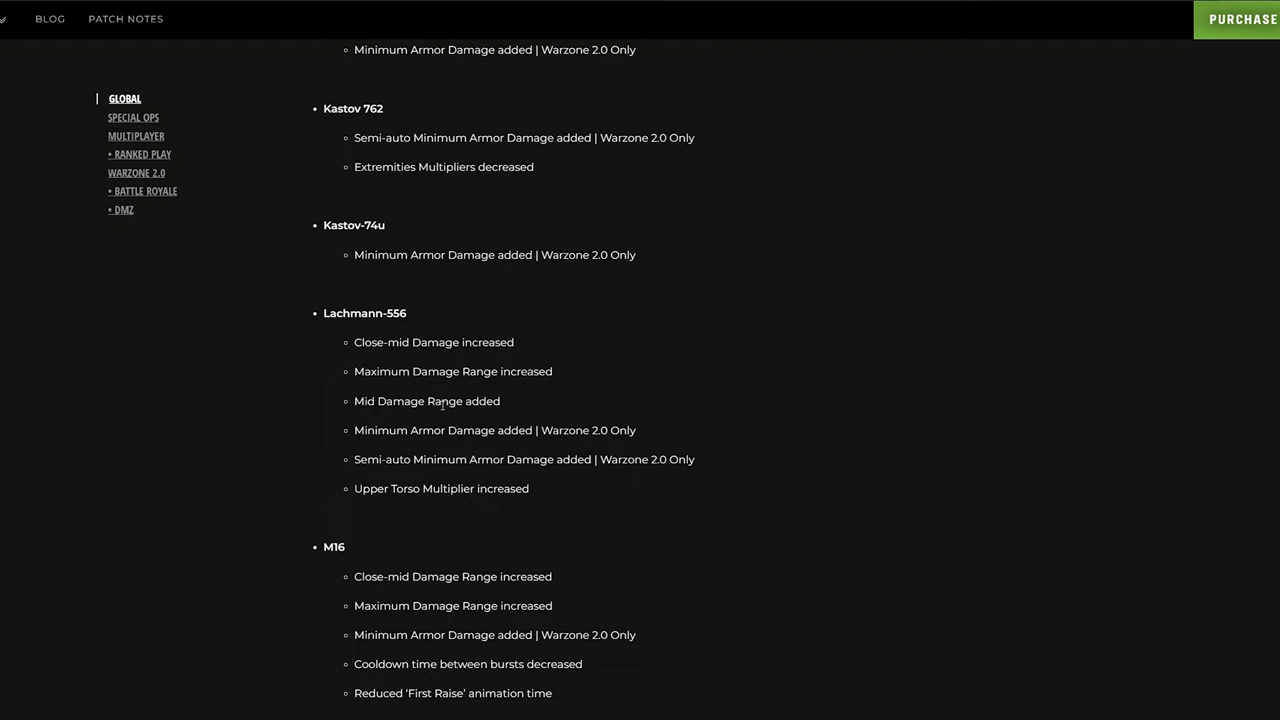 BLOG PATCH NOTES PURCHASE
Minimum Armor Damage added | Warzone 2.0 Only
GLOBAL
SPECIAL OPS
MULTIPLAYER
• RANKED PLAY
WARZONE 2.0
• BATTLE ROYALE
• DMZ
• Kastov 762
Semi-auto Minimum Armor Damage added | Warzone 2.0 Only
Extremities Multipliers decreased
• Kastov-74u
Minimum Armor Damage added | Warzone 2.0 Only
• Lachmann-556
Close-mid Damage increased
Maximum Damage Range increased
Mid Damage Range added
Minimum Armor Damage added | Warzone 2.0 Only
Semi-auto Minimum Armor Damage added | Warzone 2.0 Only
Upper Torso Multiplier increased
• M16
Close-mid Damage Range increased
Maximum Damage Range increased
Minimum Armor Damage added | Warzone 2.0 Only
Cooldown time between bursts decreased
Reduced ‘First Raise’ animation time